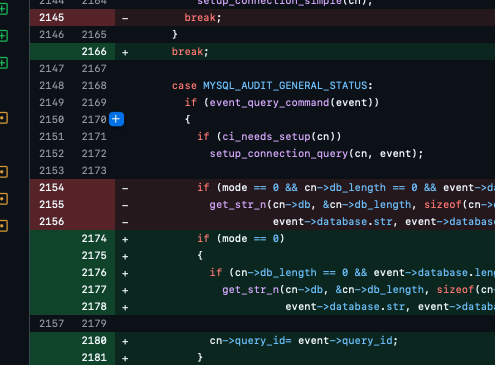 2144 2164 setup_connection_simple(cn);
2145 - break;
2146 2165 }
2166 + break;
2147 2167
2148 2168 case MYSQL_AUDIT_GENERAL_STATUS:
2149 2169 if (event_query_command(event))
2150 2170 + {
2151 2171 if (ci_needs_setup(cn))
2152 2172 setup_connection_query(cn, event);
2153 2173
2154 - if (mode == 0 && cn->db_length == 0 && event->da
2155 - get_str_n(cn->db, &cn->db_length, sizeof(cn->
2156 - event->database.str, event->database
2174 + if (mode == 0)
2175 + {
2176 + if (cn->db_length == 0 && event->database.len
2177 + get_str_n(cn->db, &cn->db_length, sizeof(cn
2178 + event->database.str, event->datab
2157 2179
2180 + cn->query_id= event->query_id;
2181 + }